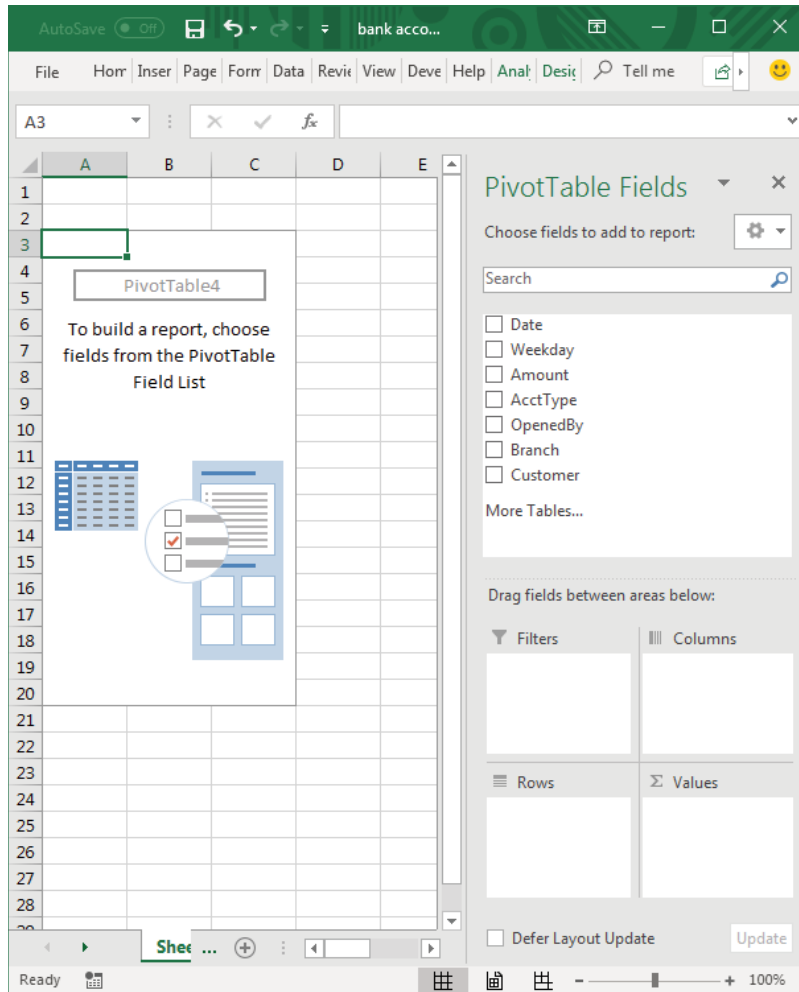 AutoSave Off bank acco...
File Hom Inser Page Form Data Revie View Deve Help Anal Desig Tell me
A3 fx
A B C D E
1
2
3
4
5
6
7
8
9
10
11
12
13
14
15
16
17
18
19
20
21
22
23
24
25
26
27
28
PivotTable4
To build a report, choose
fields from the PivotTable
Field List
PivotTable Fields
Choose fields to add to report:
Search
Date
Weekday
Amount
AcctType
OpenedBy
Branch
Customer
More Tables...
Drag fields between areas below:
Filters
Columns
Rows
Σ Values
Defer Layout Update
Update
Shee ...
Ready
100%